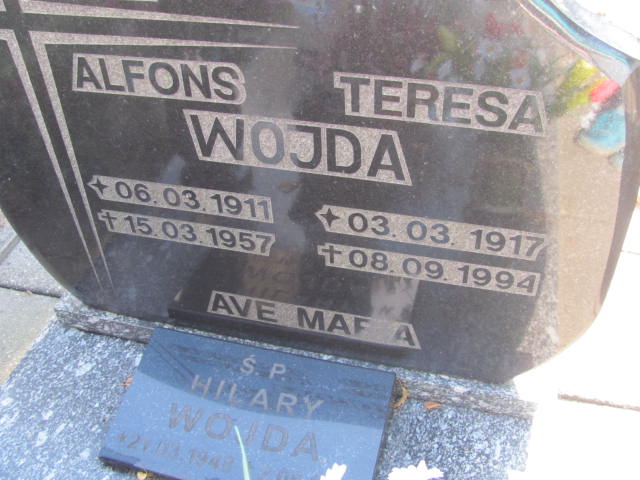 ALFONS TERESA
WOJDA
06.03.1911 03.03.1917
†15.03.1957 †08.09.1994
AVE MARIA
Ś.P.
HILARY
WOJDA